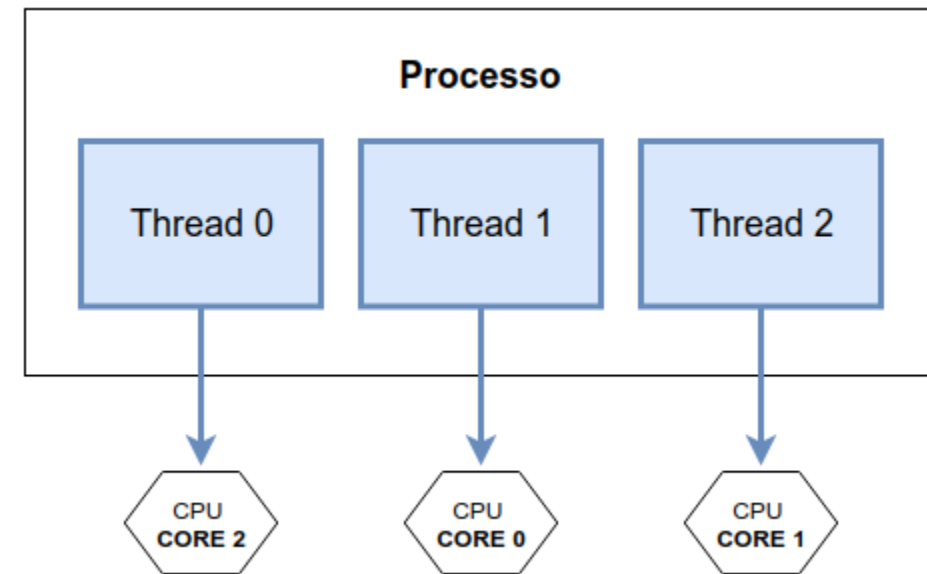 Processo
Thread 0
Thread 1
Thread 2
CPU
CORE 2
CPU
CORE 0
CPU
CORE 1